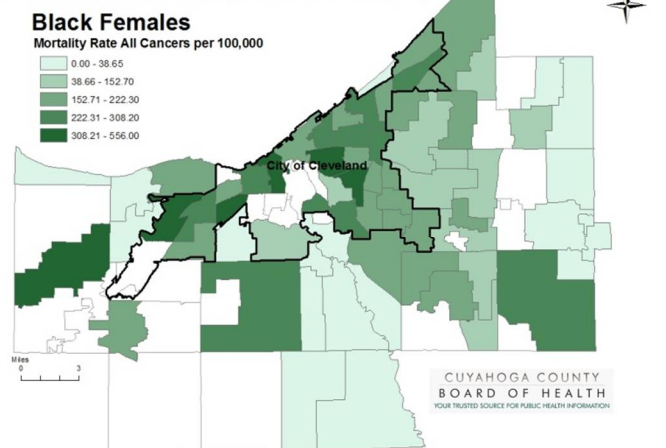 Black Females
Mortality Rate All Cancers per 100,000
0.00 - 38.65
38.66 - 152.70
152.71 - 222.30
222.31 - 308.20
308.21 - 556.00
City of Cleveland
Miles
0 3
CUYAHOGA COUNTY
BOARD OF HEALTH
YOUR TRUSTED SOURCE FOR PUBLIC HEALTH INFORMATION